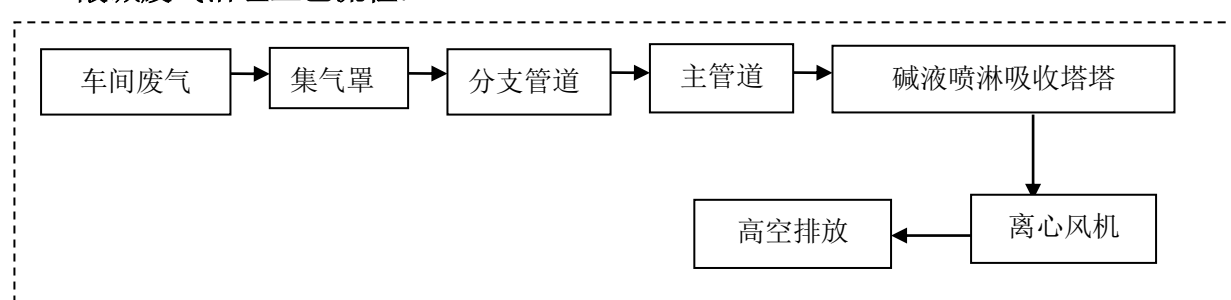 车间废气
集气罩
分支管道
主管道
碱液喷淋吸收塔塔
离心风机
高空排放